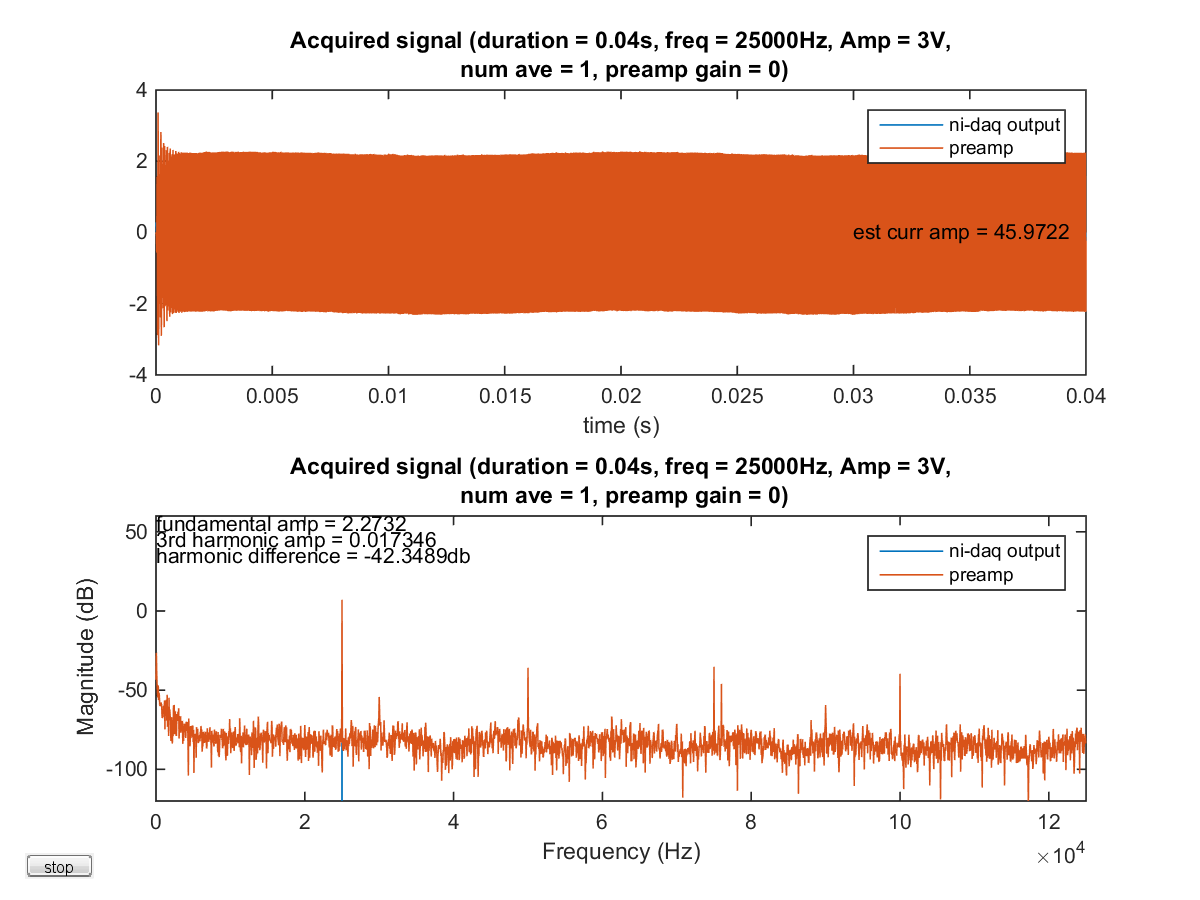 Acquired signal (duration = 0.04s, freq = 25000Hz, Amp = 3V,
num ave = 1, preamp gain = 0)
4
2
0
-2
-4
ni-daq output
preamp
est curr amp = 45.9722
0 0.005 0.01 0.015 0.02 0.025 0.03 0.035 0.04
time (s)
Acquired signal (duration = 0.04s, freq = 25000Hz, Amp = 3V,
num ave = 1, preamp gain = 0)
fundamental amp = 2.2732
3rd harmonic amp = 0.017346
harmonic difference = -42.3489db
ni-daq output
preamp
50
0
-50
-100
Magnitude (dB)
0 2 4 6 8 10 12
Frequency (Hz)
×10⁴
stop